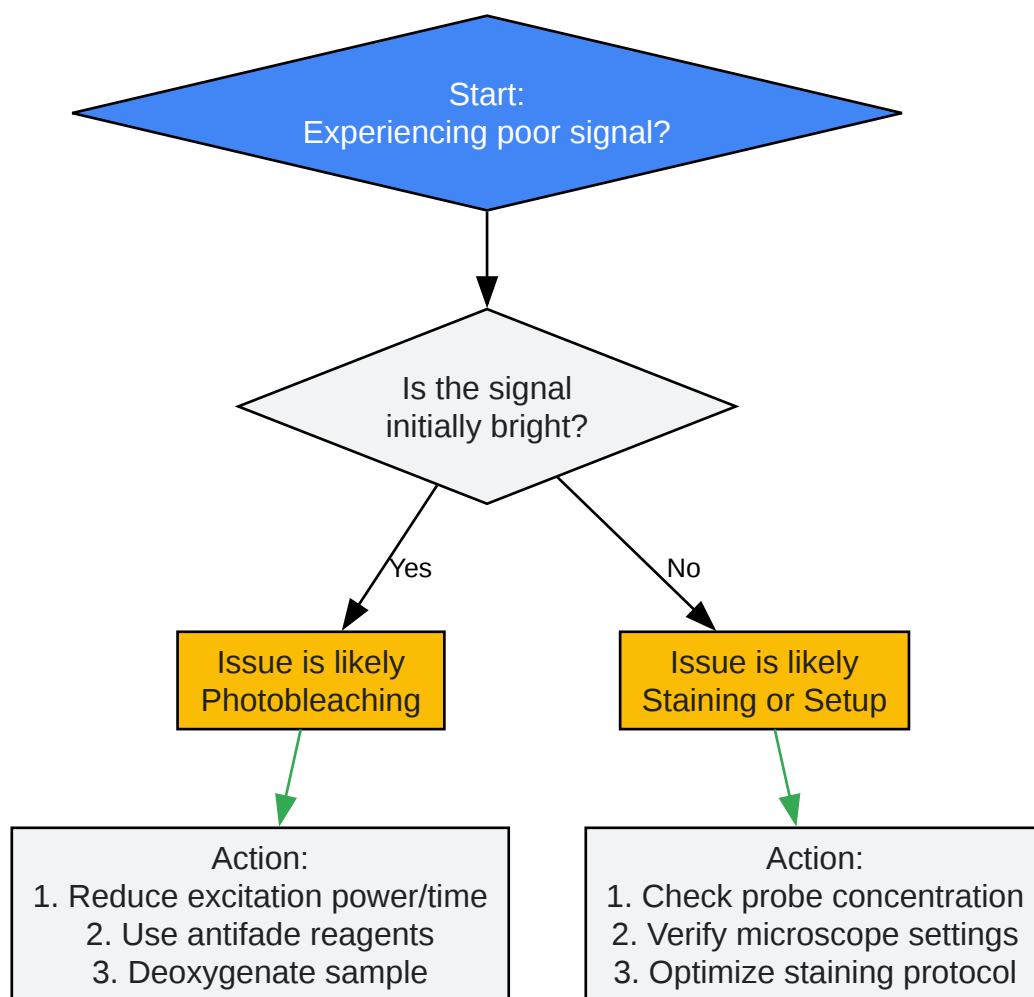 Start:
Experiencing poor signal?
Is the signal
initially bright?
Yes
No
Issue is likely
Photobleaching
Issue is likely
Staining or Setup
Action:
1. Reduce excitation power/time
2. Use antifade reagents
3. Deoxygenate sample
Action:
1. Check probe concentration
2. Verify microscope settings
3. Optimize staining protocol